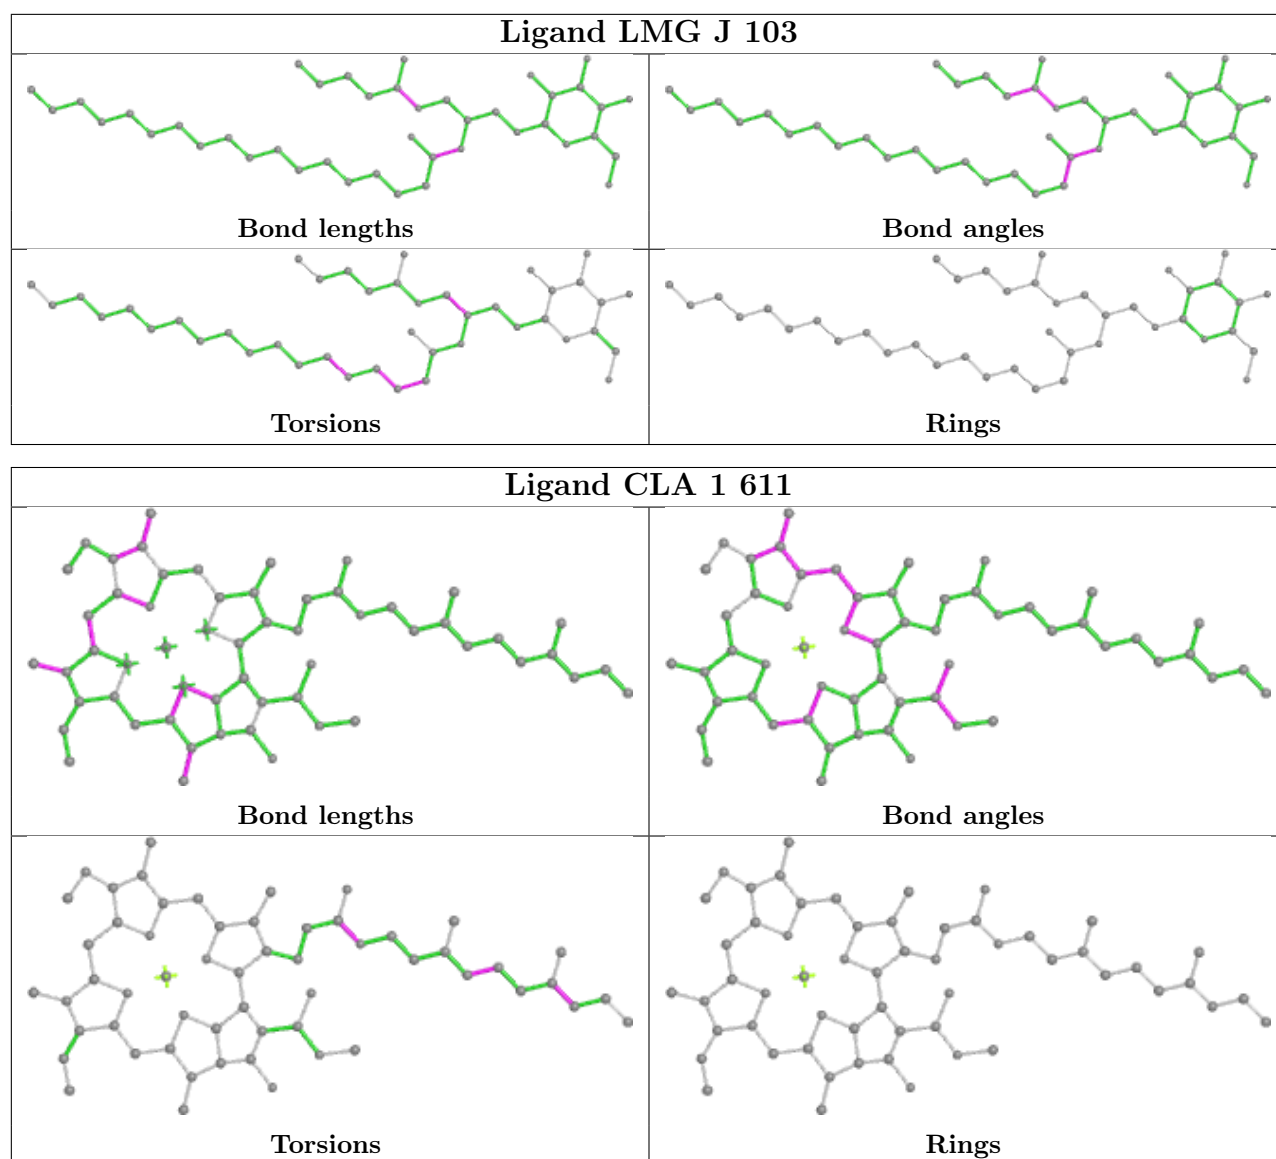 Ligand LMG J 103
Bond lengths
Bond angles
Torsions
Rings
Ligand CLA 1 611
Bond lengths
Bond angles
Torsions
Rings